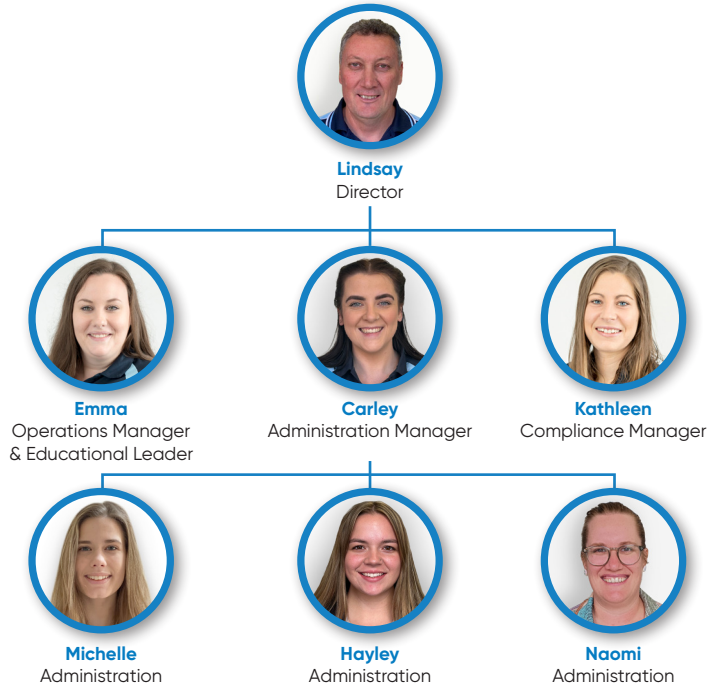 Lindsay
Director
Emma
Operations Manager
& Educational Leader
Carley
Administration Manager
Kathleen
Compliance Manager
Michelle
Administration
Hayley
Administration
Naomi
Administration